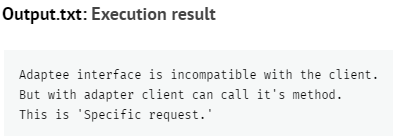 Output.txt: Execution result
Adaptee interface is incompatible with the client.
But with adapter client can call it's method.
This is 'Specific request.'